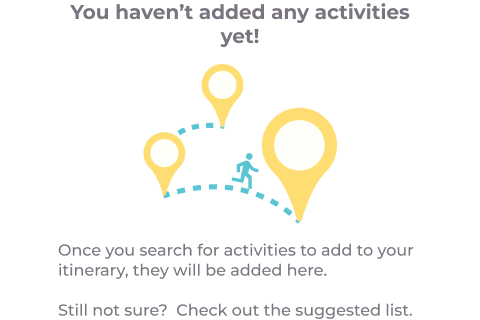 You haven’t added any activities
yet!
Once you search for activities to add to your
itinerary, they will be added here.
Still not sure?  Check out the suggested list.